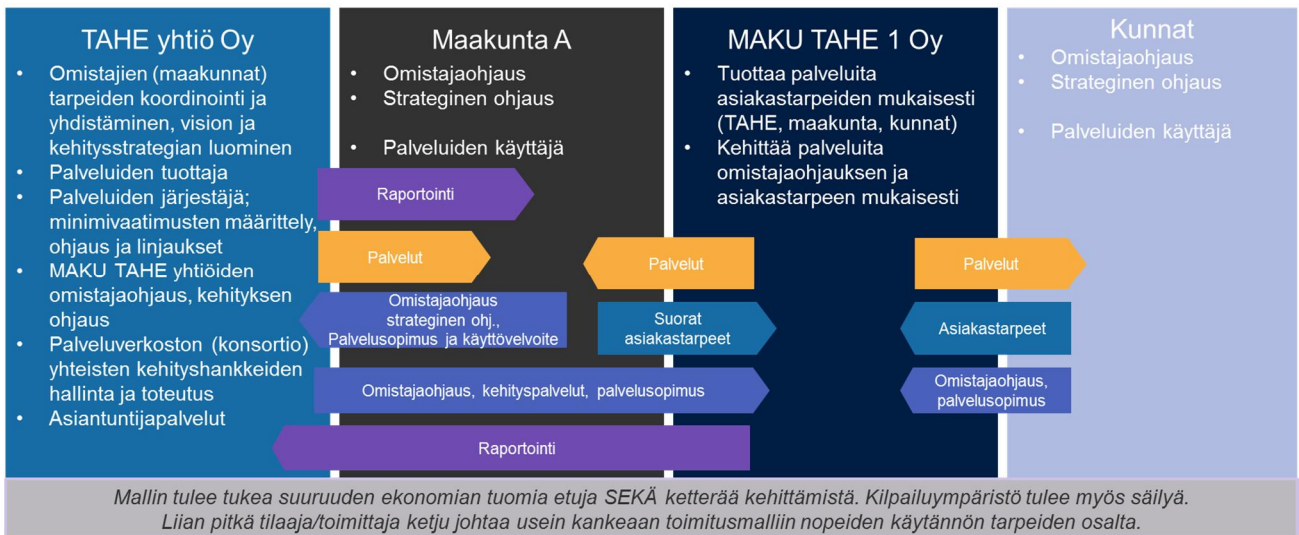 TAHE yhtiö Oy
• Omistajien (maakunnat)
tarpeiden koordinointi ja
yhdistäminen, vision ja
kehitysstrategian luominen
• Palveluiden tuottaja
• Palveluiden järjestäjä;
minimivaatimusten määrittely,
ohjaus ja linjaukset
• MAKU TAHE yhtiöiden
omistajaohjaus, kehityksen
ohjaus
• Palveluverkoston (konsortio)
yhteisten kehityshankkeiden
hallinta ja toteutus
• Asiantuntijapalvelut
Maakunta A
• Omistajaohjaus
• Strateginen ohjaus
• Palveluiden käyttäjä
MAKU TAHE 1 Oy
• Tuottaa palveluita
asiakastarpeiden mukaisesti
(TAHE, maakunta, kunnat)
• Kehittää palveluita
omistajaohjauksen ja
asiakastarpeen mukaisesti
Kunnat
• Omistajaohjaus
• Strateginen ohjaus
• Palveluiden käyttäjä
Raportointi
Palvelut
Palvelut
Palvelut
Omistajaohjaus
strateginen ohj.,
Palvelusopimus ja käyttövelvoite
Suorat
asiakastarpeet
Asiakastarpeet
Omistajaohjaus, kehityspalvelut, palvelusopimus
Omistajaohjaus,
palvelusopimus
Raportointi
Mallin tulee tukea suuruuden ekonomian tuomia etuja SEKÄ ketterää kehittämistä. Kilpailuympäristö tulee myös säilyä.
Liian pitkä tilaaja/toimittaja ketju johtaa usein kankeaan toimitusmalliin nopeiden käytännön tarpeiden osalta.